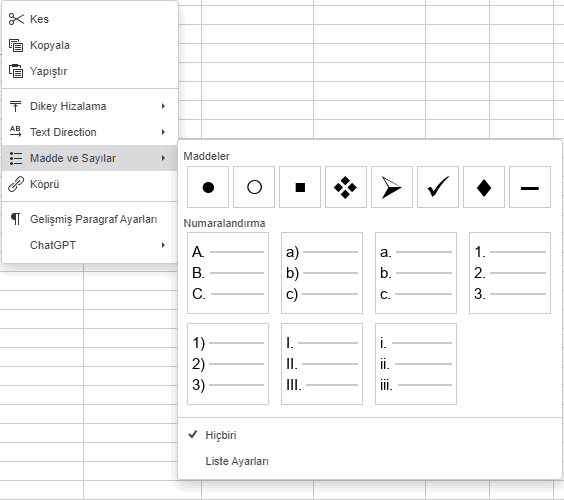 Kes
Kopyala
Yapıştır
Dikey Hizalama
Text Direction
Madde ve Sayılar
Köprü
Gelişmiş Paragraf Ayarları
ChatGPT
Maddeler
Numaralandırma
A.
B.
C.
a)
b)
c)
a.
b.
c.
1.
2.
3.
1)
2)
3)
I.
II.
III.
i.
ii.
iii.
Hiçbiri
Liste Ayarları